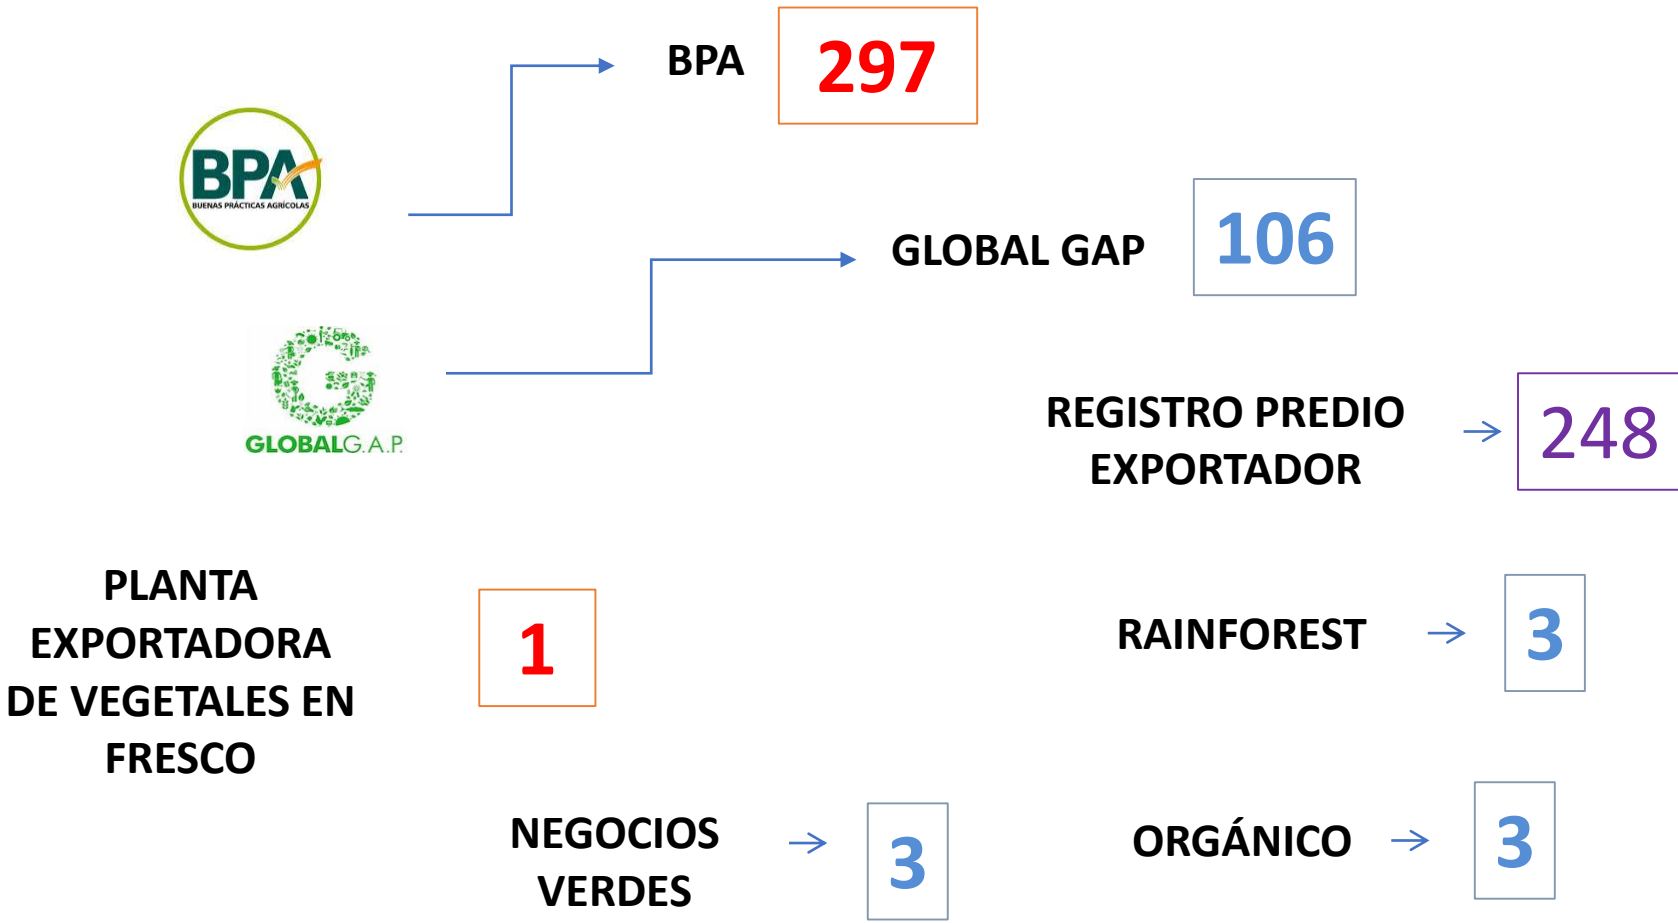 BPA
297
BPA
BUENAS PRÁCTICAS AGRÍCOLAS
GLOBAL GAP
106
GLOBALG.A.P.
REGISTRO PREDIO
EXPORTADOR
248
PLANTA
EXPORTADORA
DE VEGETALES EN
FRESCO
1
RAINFOREST
3
NEGOCIOS
VERDES
3
ORGÁNICO
3